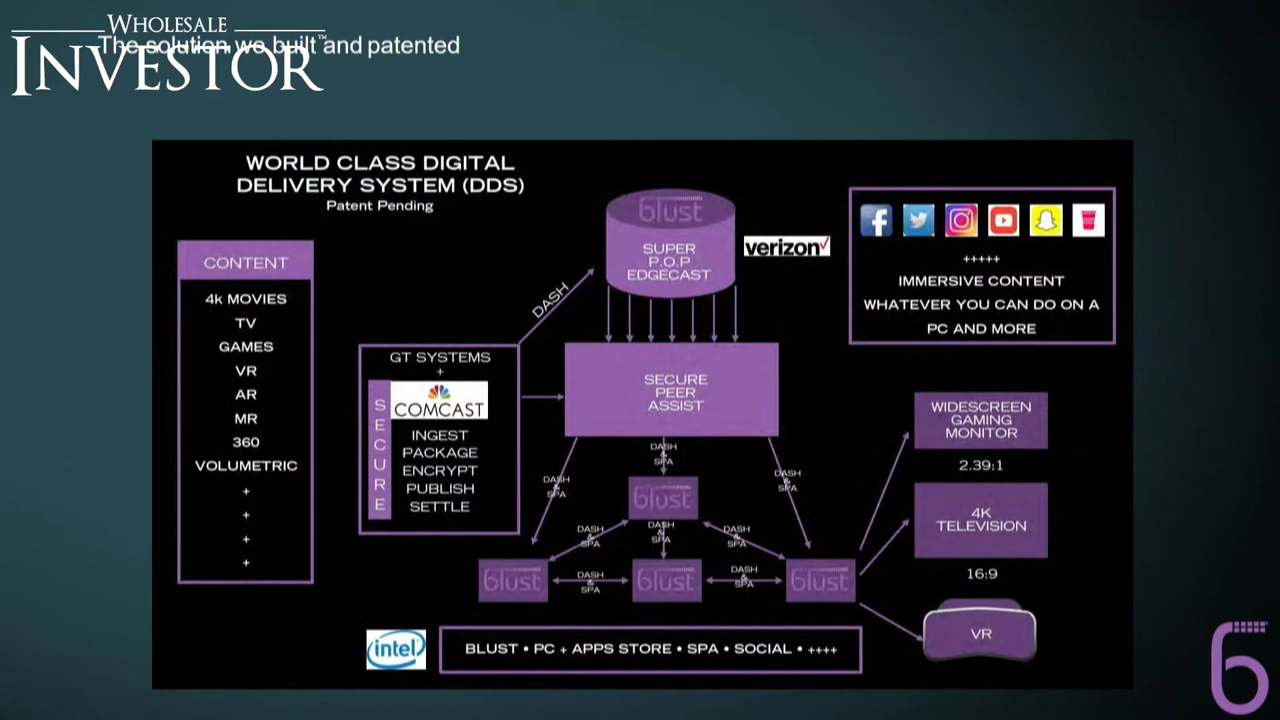 WHOLESALE
INVESTOR™
The solution we built and patented
WORLD CLASS DIGITAL
DELIVERY SYSTEM (DDS)
Patent Pending
CONTENT
4k MOVIES
TV
GAMES
VR
AR
MR
360
VOLUMETRIC
+
+
+
+
GT SYSTEMS
+
SECURE
COMCAST
INGEST
PACKAGE
ENCRYPT
PUBLISH
SETTLE
DASH
blust
SUPER
P.O.P
EDGECAST
verizon
SECURE
PEER
ASSIST
DASH
&
SPA
DASH
&
SPA
DASH
&
SPA
blust
DASH
&
SPA
DASH
&
SPA
DASH
&
SPA
blust
DASH
&
SPA
blust
DASH
&
SPA
blust
+++++
IMMERSIVE CONTENT
WHATEVER YOU CAN DO ON A
PC AND MORE
WIDESCREEN
GAMING
MONITOR
2.39:1
4K
TELEVISION
16:9
VR
intel
BLUST • PC + APPS STORE • SPA • SOCIAL • ++++